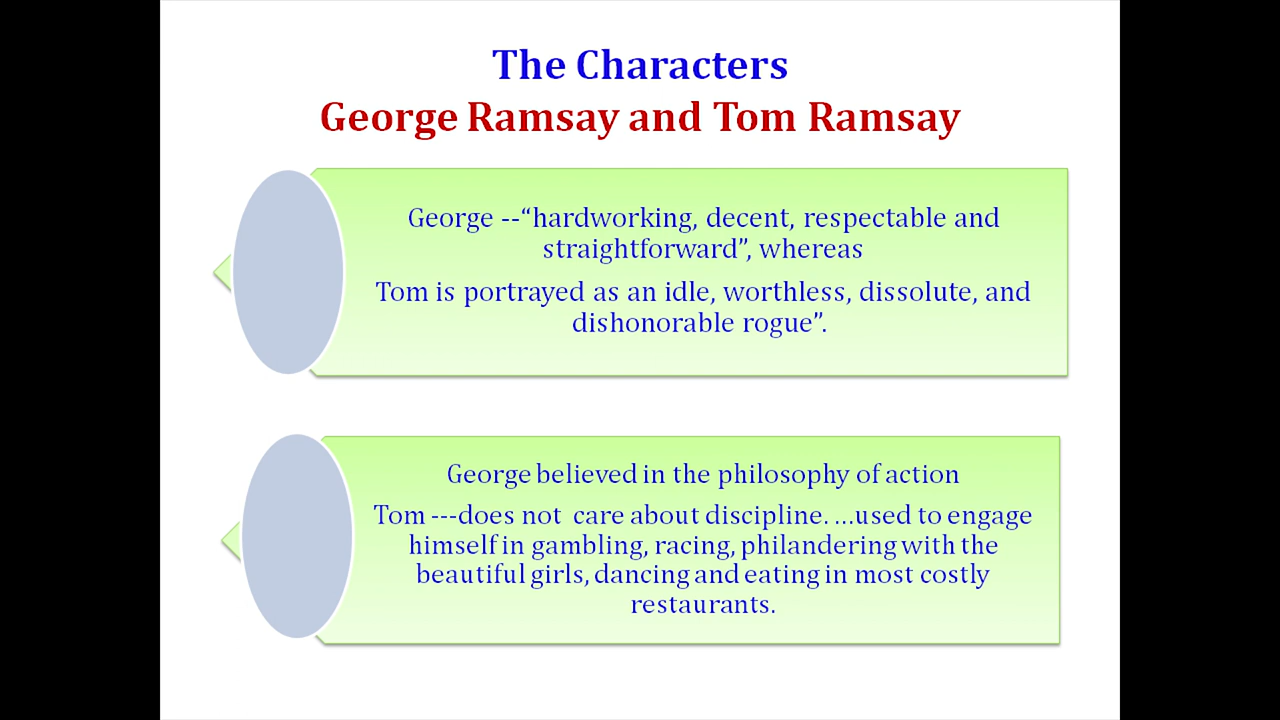 The Characters
George Ramsay and Tom Ramsay
George --“hardworking, decent, respectable and
straightforward”, whereas
Tom is portrayed as an idle, worthless, dissolute, and
dishonorable rogue”.
George believed in the philosophy of action
Tom ---does not  care about discipline. ...used to engage
himself in gambling, racing, philandering with the
beautiful girls, dancing and eating in most costly
restaurants.